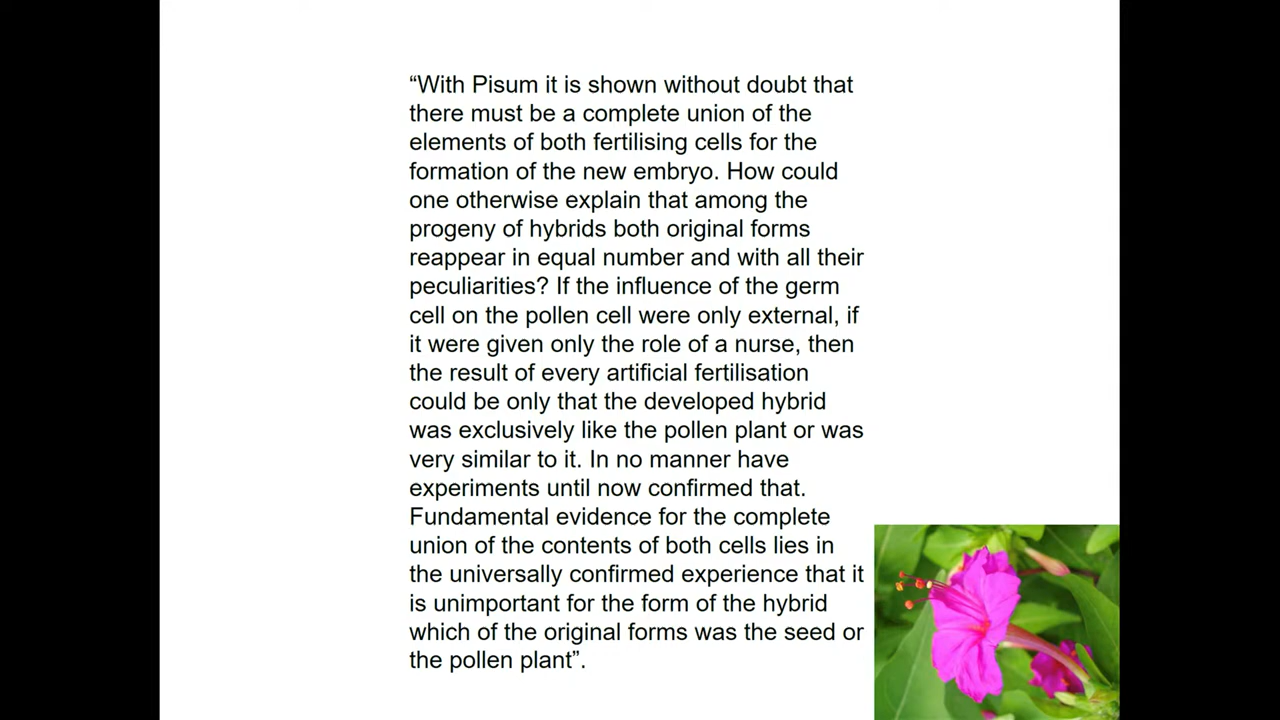 “With Pisum it is shown without doubt that
there must be a complete union of the
elements of both fertilising cells for the
formation of the new embryo. How could
one otherwise explain that among the
progeny of hybrids both original forms
reappear in equal number and with all their
peculiarities? If the influence of the germ
cell on the pollen cell were only external, if
it were given only the role of a nurse, then
the result of every artificial fertilisation
could be only that the developed hybrid
was exclusively like the pollen plant or was
very similar to it. In no manner have
experiments until now confirmed that.
Fundamental evidence for the complete
union of the contents of both cells lies in
the universally confirmed experience that it
is unimportant for the form of the hybrid
which of the original forms was the seed or
the pollen plant”.